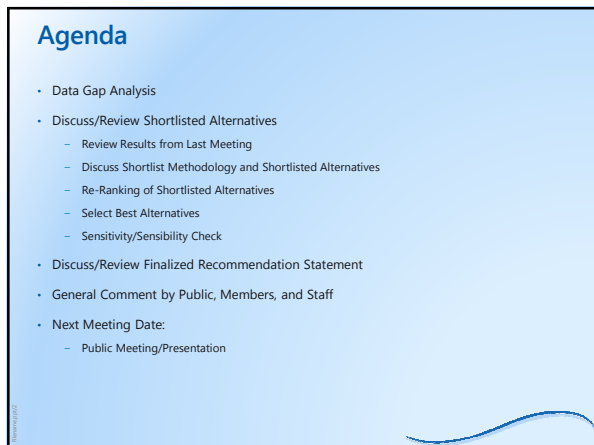 Agenda
• Data Gap Analysis
• Discuss/Review Shortlisted Alternatives
– Review Results from Last Meeting
– Discuss Shortlist Methodology and Shortlisted Alternatives
– Re-Ranking of Shortlisted Alternatives
– Select Best Alternatives
– Sensitivity/Sensibility Check
• Discuss/Review Finalized Recommendation Statement
• General Comment by Public, Members, and Staff
• Next Meeting Date:
– Public Meeting/Presentation